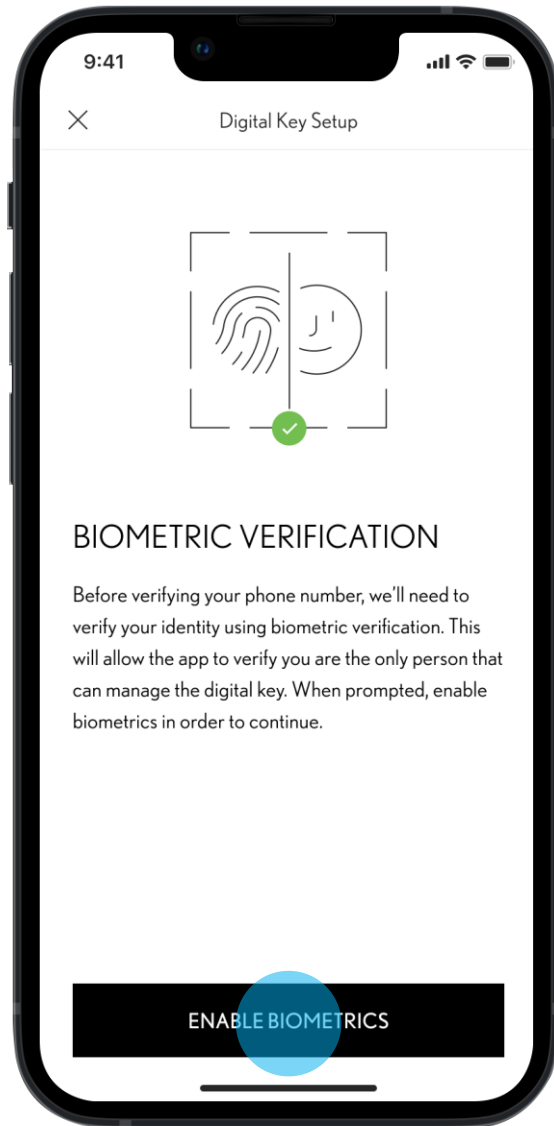 9:41
Digital Key Setup
BIOMETRIC VERIFICATION
Before verifying your phone number, we'll need to
verify your identity using biometric verification. This
will allow the app to verify you are the only person that
can manage the digital key. When prompted, enable
biometrics in order to continue.
ENABLE BIOMETRICS